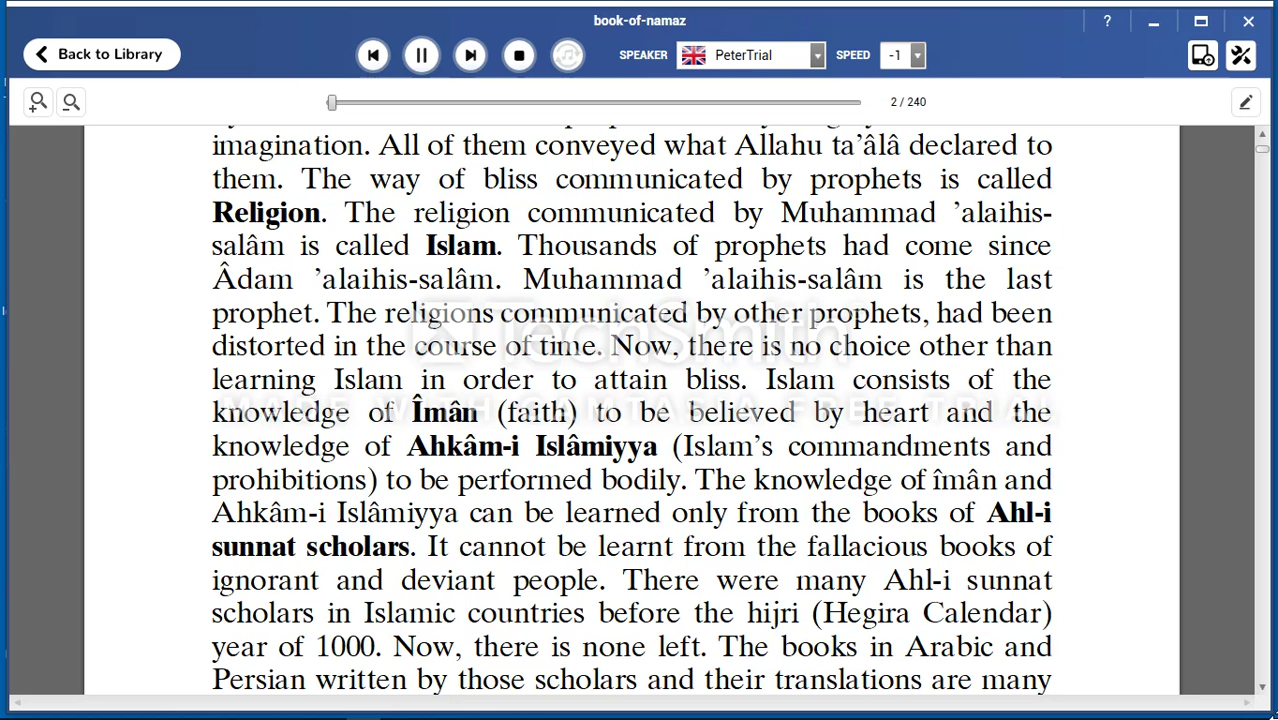 book-of-namaz
?
Back to Library
SPEAKER
PeterTrial
SPEED
-1
2 / 240
imagination. All of them conveyed what Allahu ta’âlâ declared to
them. The way of bliss communicated by prophets is called
Religion. The religion communicated by Muhammad ’alaihis-
salâm is called Islam. Thousands of prophets had come since
Âdam ’alaihis-salâm. Muhammad ’alaihis-salâm is the last
prophet. The religions communicated by other prophets, had been
distorted in the course of time. Now, there is no choice other than
learning Islam in order to attain bliss. Islam consists of the
knowledge of Îmân (faith) to be believed by heart and the
knowledge of Ahkâm-i Islâmiyya (Islam’s commandments and
prohibitions) to be performed bodily. The knowledge of îmân and
Ahkâm-i Islâmiyya can be learned only from the books of Ahl-i
sunnat scholars. It cannot be learnt from the fallacious books of
ignorant and deviant people. There were many Ahl-i sunnat
scholars in Islamic countries before the hijri (Hegira Calendar)
year of 1000. Now, there is none left. The books in Arabic and
Persian written by those scholars and their translations are many
TechSmith
MADE WITH CAMTASIA FREE TRIAL